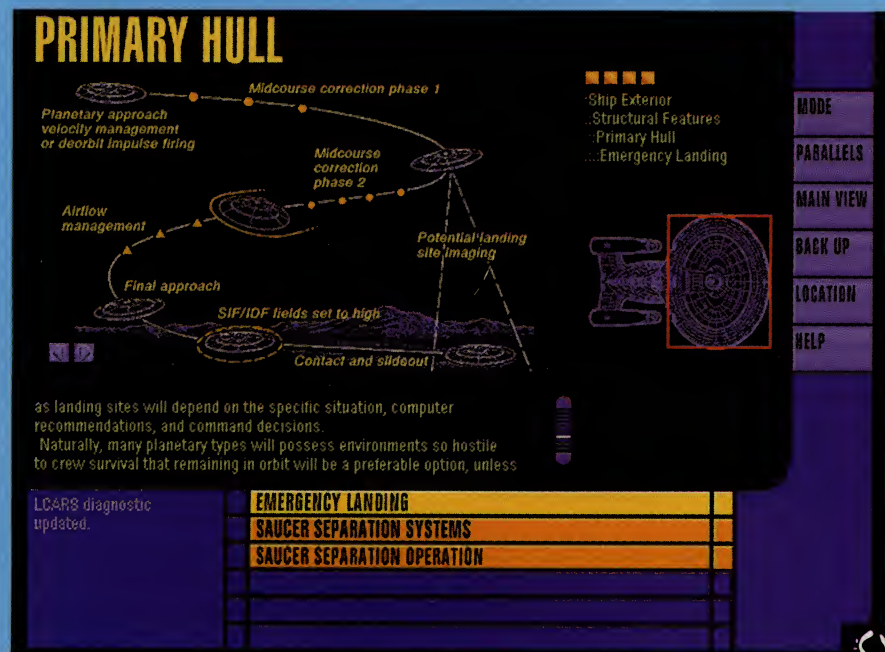 PRIMARY HULL
Midcourse correction phase 1
Planetary approach
velocity management
or deorbit impulse firing
Midcourse
correction
phase 2
Airflow
management
Potential landing
site imaging
Final approach
SIF/IDF fields set to high
Contact and slideout
:Ship Exterior
..Structural Features
:::Primary Hull
::::Emergency Landing
MODE
PARALLELS
MAIN VIEW
BACK UP
LOCATION
HELP
as landing sites will depend on the specific situation, computer
recommendations, and command decisions.
Naturally, many planetary types will possess environments so hostile
to crew survival that remaining in orbit will be a preferable option, unless
LCARS diagnostic
updated.
EMERGENCY LANDING
SAUCER SEPARATION SYSTEMS
SAUCER SEPARATION OPERATION